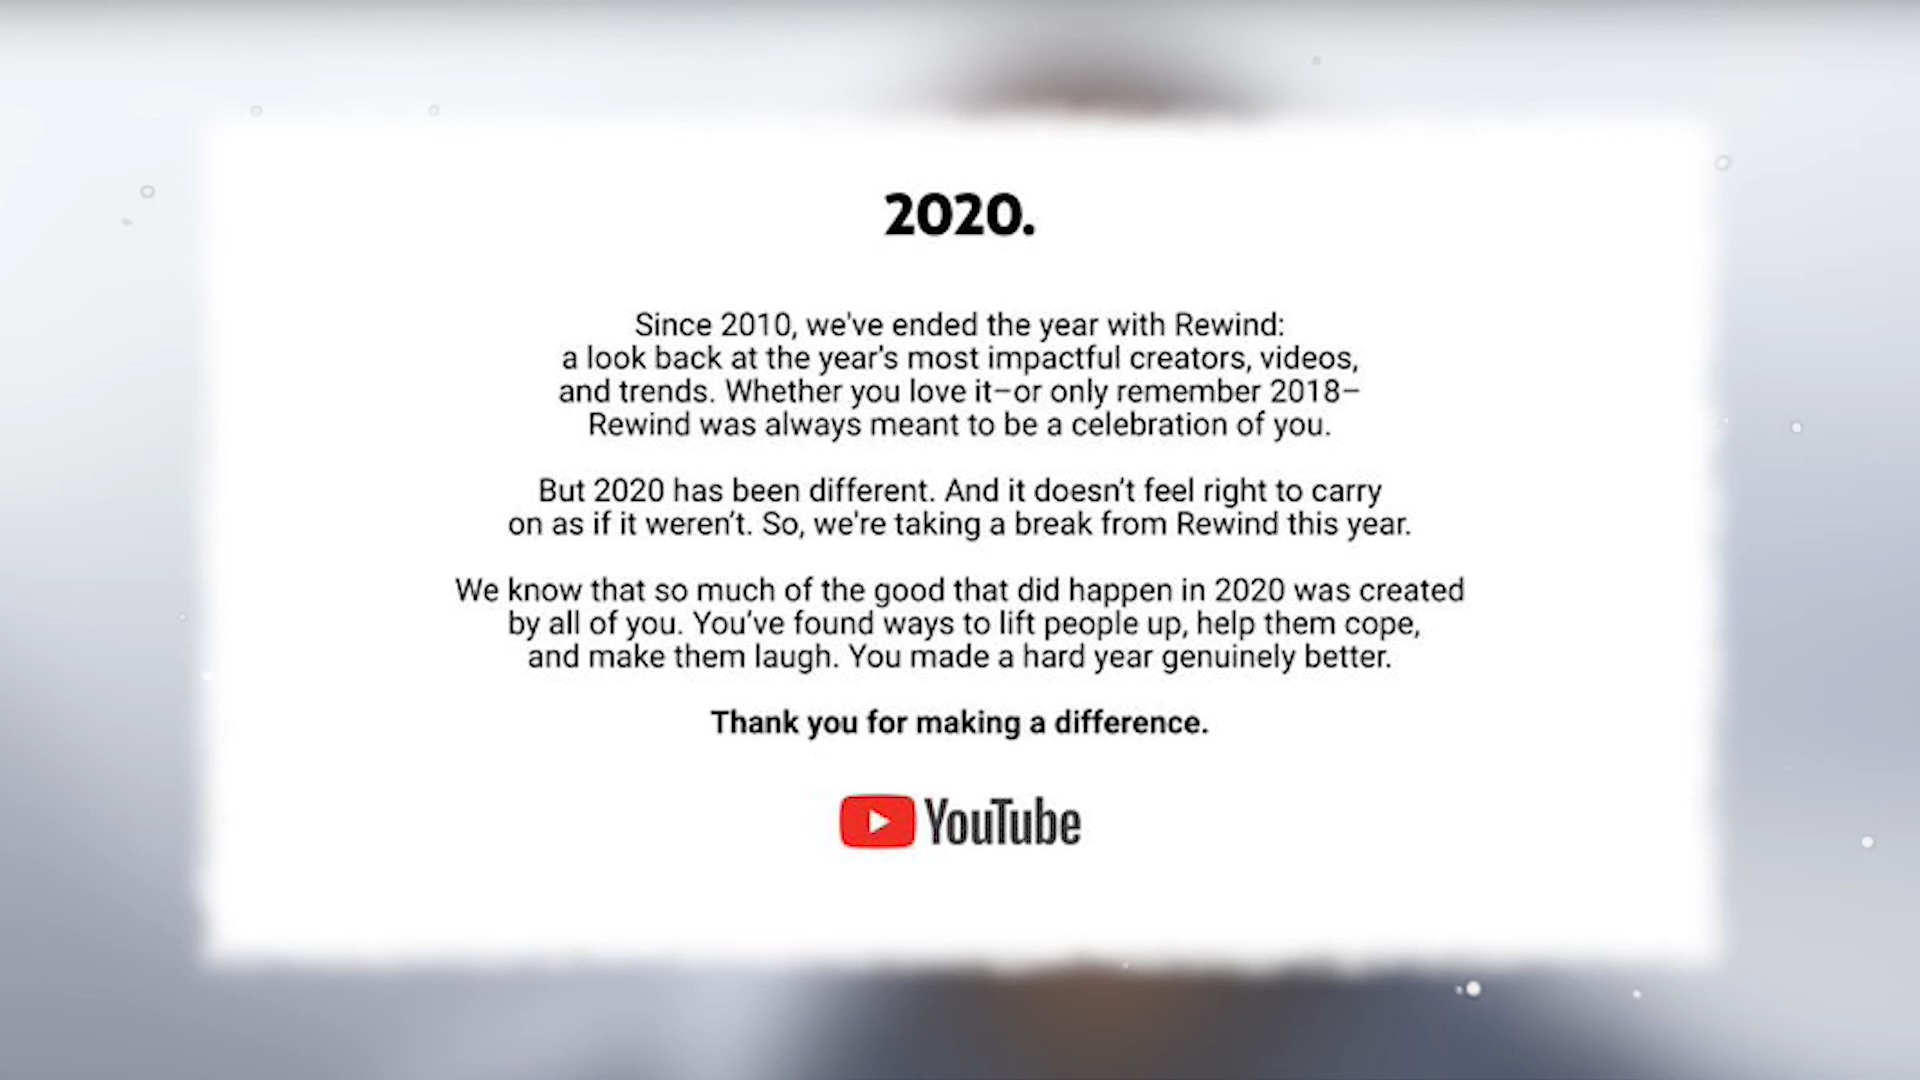 2020.
Since 2010, we've ended the year with Rewind:
a look back at the year's most impactful creators, videos,
and trends. Whether you love it–or only remember 2018–
Rewind was always meant to be a celebration of you.
But 2020 has been different. And it doesn’t feel right to carry
on as if it weren’t. So, we're taking a break from Rewind this year.
We know that so much of the good that did happen in 2020 was created
by all of you. You’ve found ways to lift people up, help them cope,
and make them laugh. You made a hard year genuinely better.
Thank you for making a difference.
YouTube